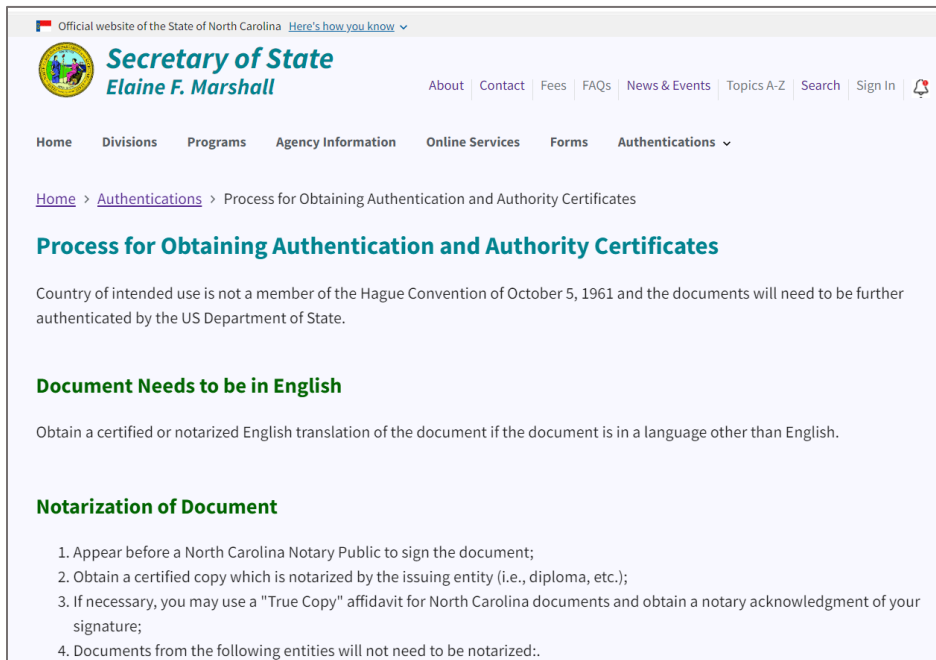 Official website of the State of North Carolina Here's how you know
Secretary of State
Elaine F. Marshall
About Contact Fees FAQs News & Events Topics A-Z Search Sign In
Home Divisions Programs Agency Information Online Services Forms Authentications
Home > Authentications > Process for Obtaining Authentication and Authority Certificates
Process for Obtaining Authentication and Authority Certificates
Country of intended use is not a member of the Hague Convention of October 5, 1961 and the documents will need to be further
authenticated by the US Department of State.
Document Needs to be in English
Obtain a certified or notarized English translation of the document if the document is in a language other than English.
Notarization of Document
1. Appear before a North Carolina Notary Public to sign the document;
2. Obtain a certified copy which is notarized by the issuing entity (i.e., diploma, etc.);
3. If necessary, you may use a "True Copy" affidavit for North Carolina documents and obtain a notary acknowledgment of your
signature;
4. Documents from the following entities will not need to be notarized:.